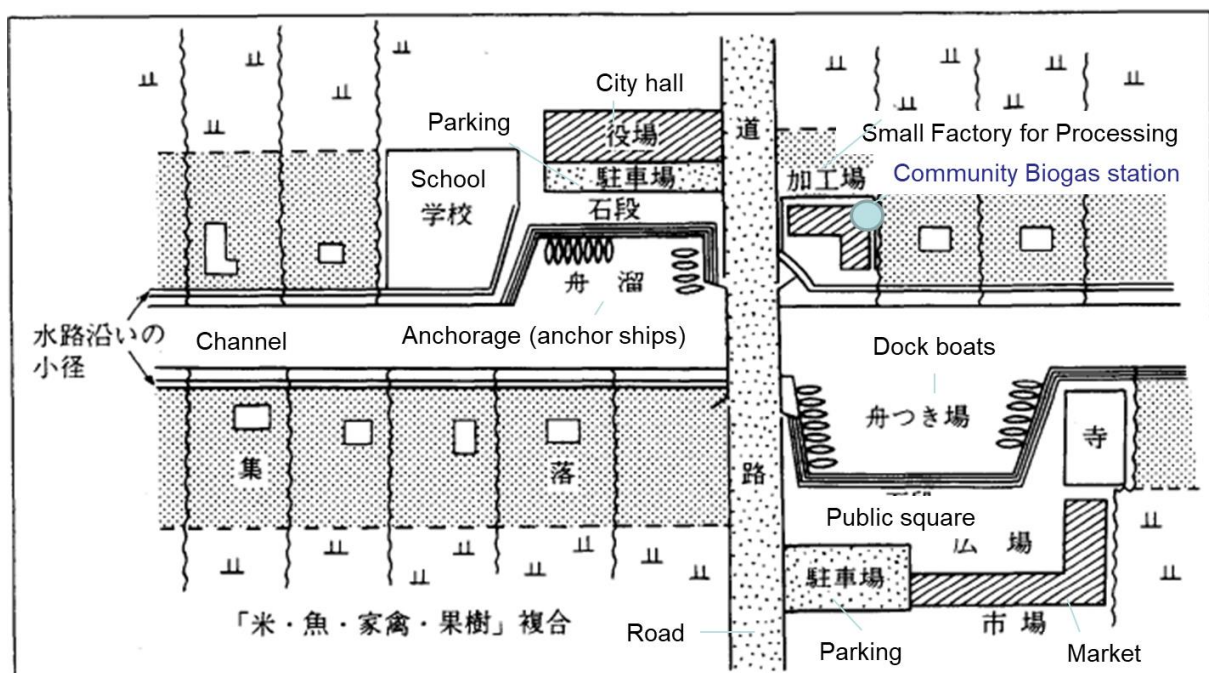 City hall
役場
Parking
駐車場
道
Small Factory for Processing
加工場
Community Biogas station
School
学校
石段
舟溜
Anchorage (anchor ships)
水路沿いの
小径
Channel
Dock boats
舟つき場
寺
集
落
路
Public square
広場
駐車場
「米・魚・家禽・果樹」複合
Road
Parking
市場
Market